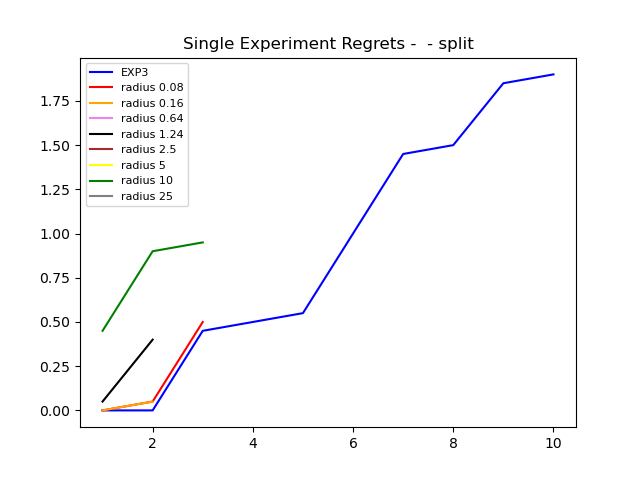 Single Experiment Regrets -  - split
EXP3
radius 0.08
radius 0.16
radius 0.64
radius 1.24
radius 2.5
radius 5
radius 10
radius 25
1.75
1.50
1.25
1.00
0.75
0.50
0.25
0.00
2 4 6 8 10